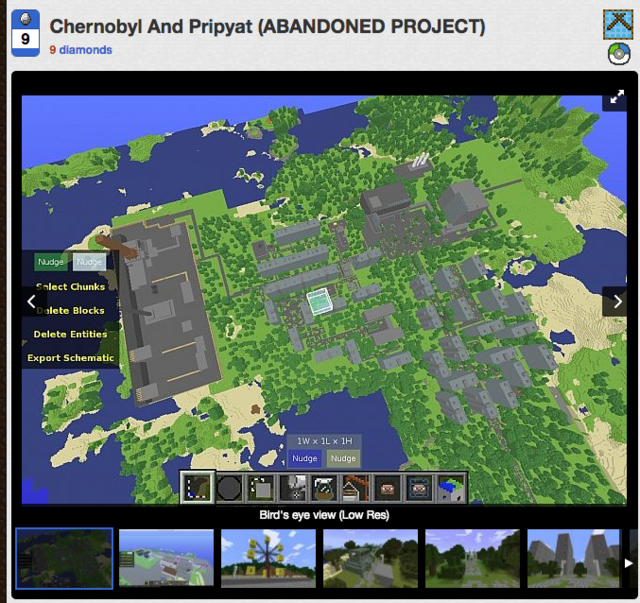 9
Chernobyl And Pripyat (ABANDONED PROJECT)
9 diamonds
Nudge Nudge
Select Chunks
Delete Blocks
Delete Entities
Export Schematic
1W x 1L x 1H
Nudge Nudge
Bird's eye view (Low Res)